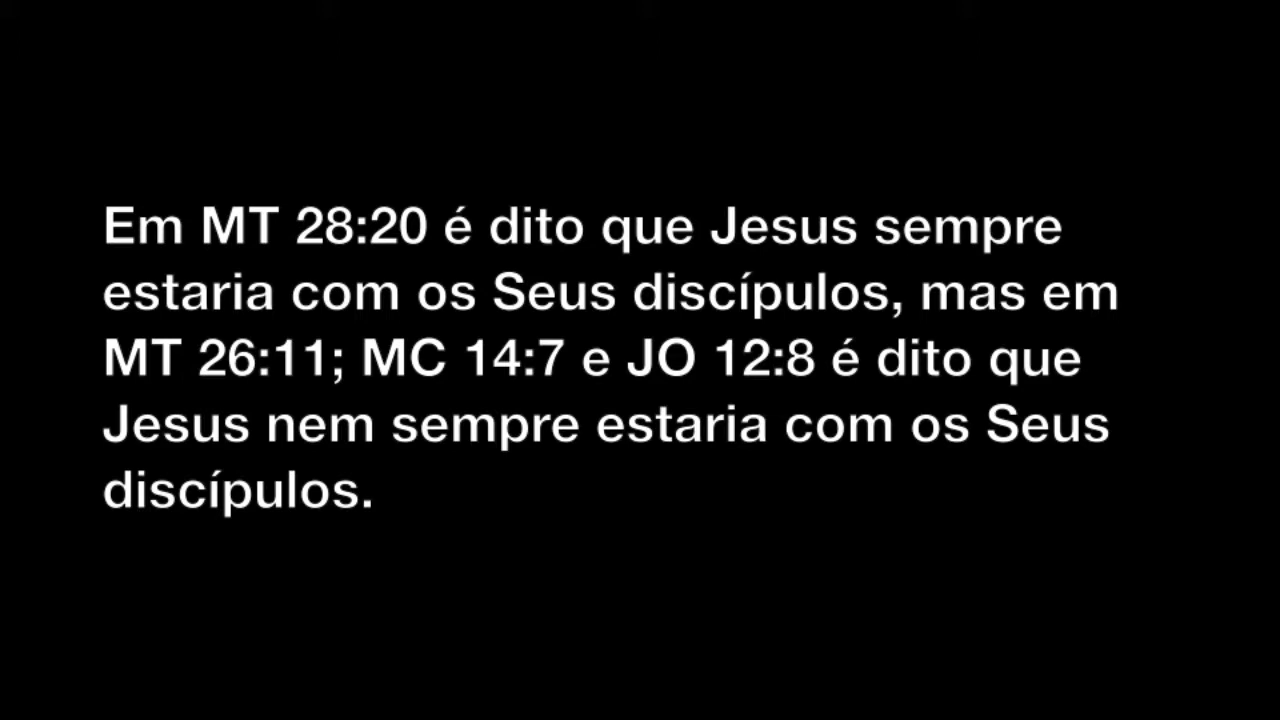 Em MT 28:20 é dito que Jesus sempre
estaria com os Seus discípulos, mas em
MT 26:11; MC 14:7 e JO 12:8 é dito que
Jesus nem sempre estaria com os Seus
discípulos.